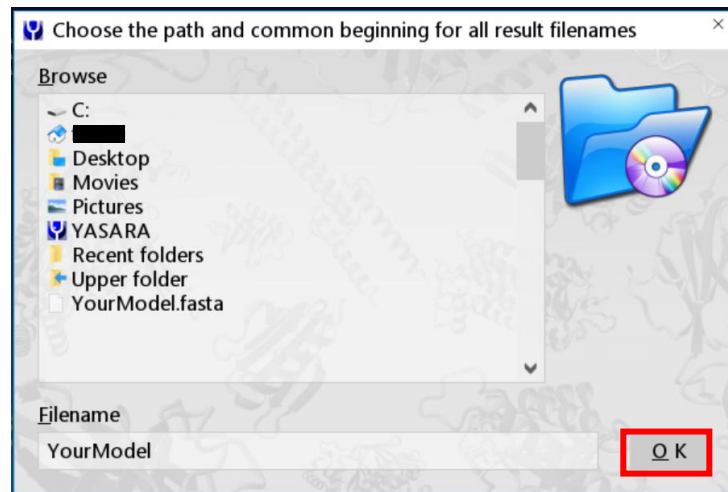 Choose the path and common beginning for all result filenames
Browse
C:
Desktop
Movies
Pictures
YASARA
Recent folders
Upper folder
YourModel.fasta
Filename
YourModel
O K